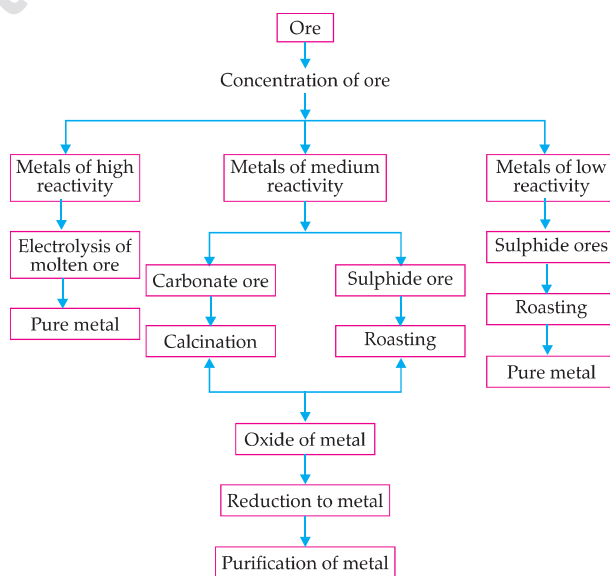 Ore
Concentration of ore
Metals of high
reactivity
Metals of medium
reactivity
Metals of low
reactivity
Electrolysis of
molten ore
Pure metal
Carbonate ore
Calcination
Sulphide ore
Roasting
Sulphide ores
Roasting
Pure metal
Oxide of metal
Reduction to metal
Purification of metal